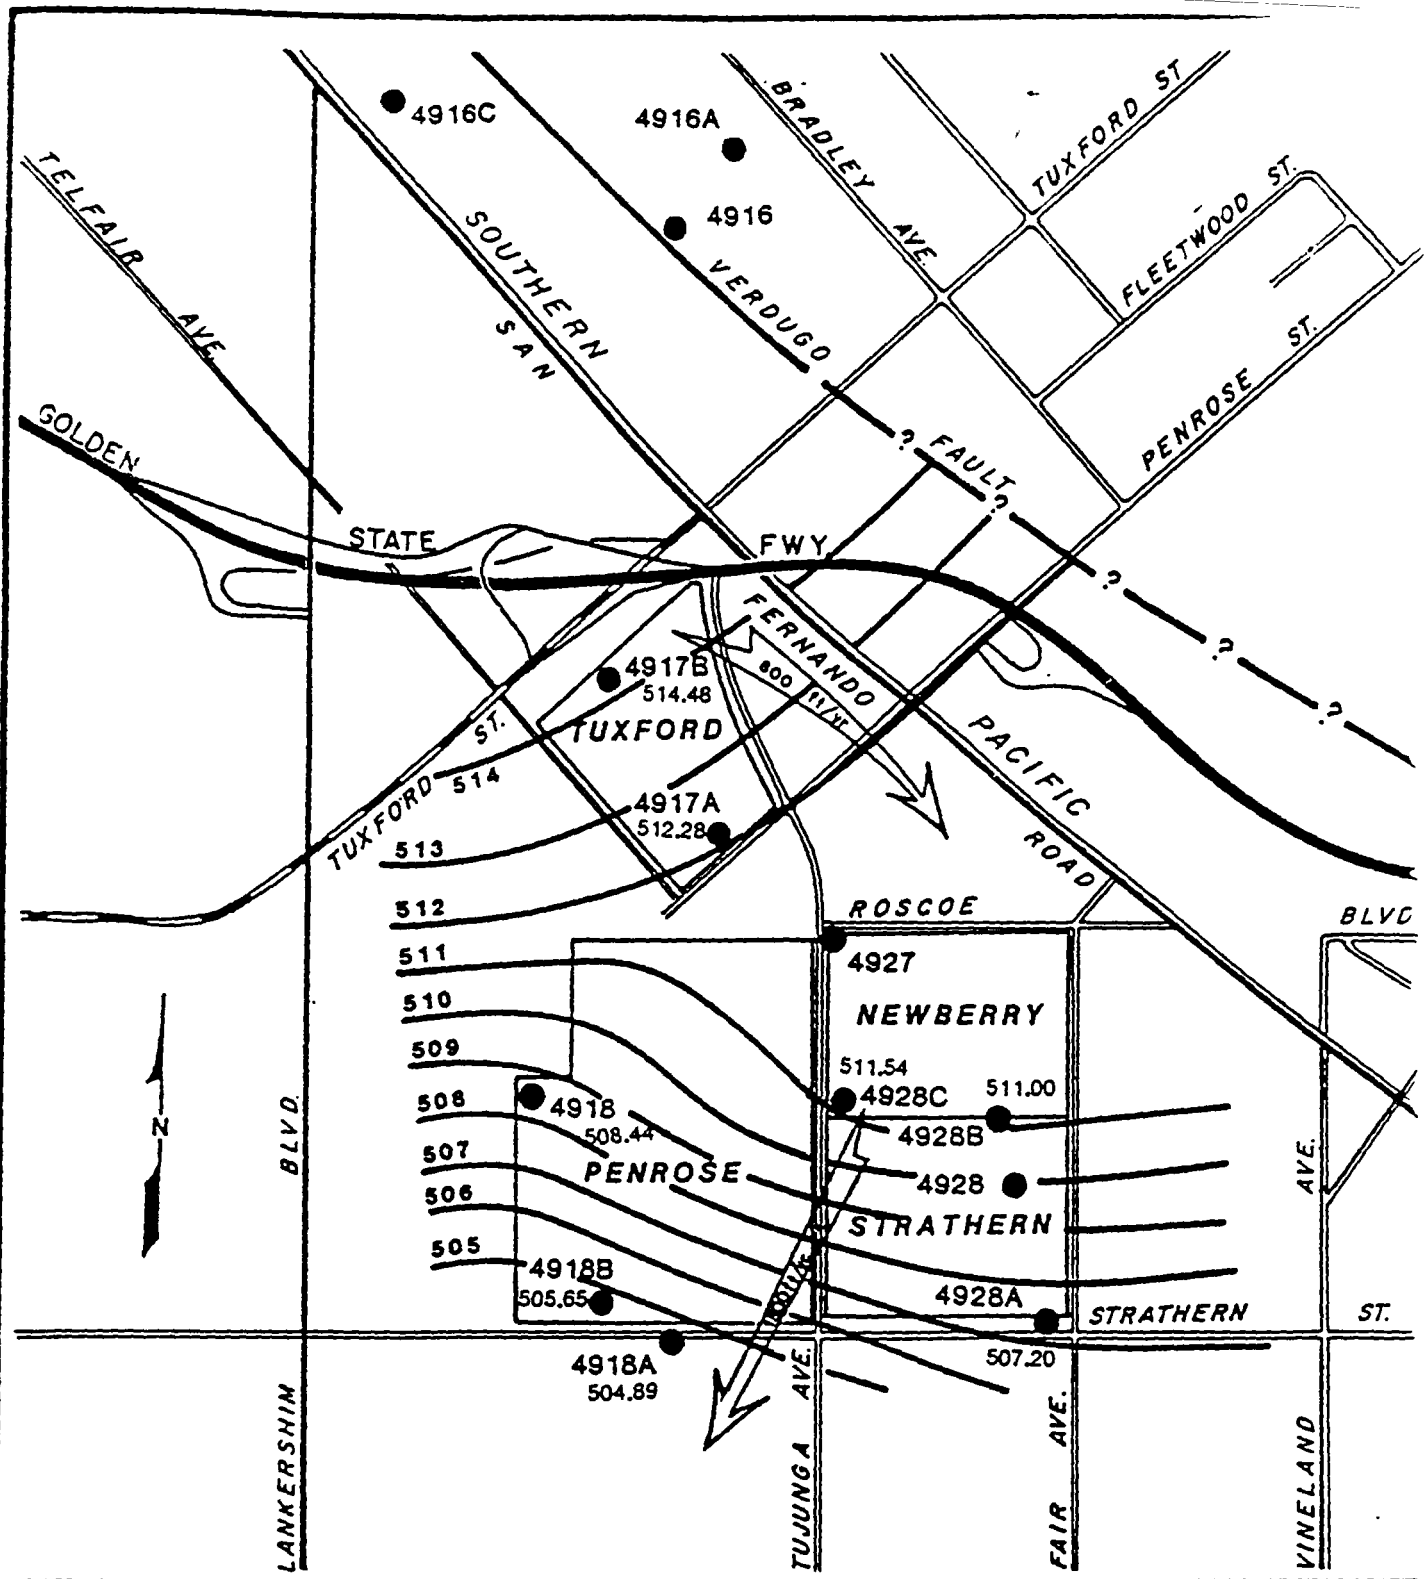 4916C
4916A
4916
BRADLEY AVE.
TUXFORD ST
FLEETWOOD ST.
PENROSE ST.
TELFAIR AVE.
SOUTHERN
SAN
VERDUGO
FAULT
?
?
?
?
?
GOLDEN
STATE
FWY
FERNANDO
4917B
514.48
800 ft/yr
TUXFORD
TUXFORD ST.
PACIFIC
ROAD
514
4917A
512.28
513
512
ROSCOE
BLVD
511
4927
NEWBERRY
510
509
511.54
4928C
511.00
508
4918
508.44
4928B
N
BLVD.
507
PENROSE
4928
AVE.
506
STRATHERN
505
4918B
505.65
100 ft/yr
4928A
STRATHERN ST.
507.20
4918A
504.89
LANKERSHIM
TUJUNGA AVE.
FAIR AVE.
VINELAND